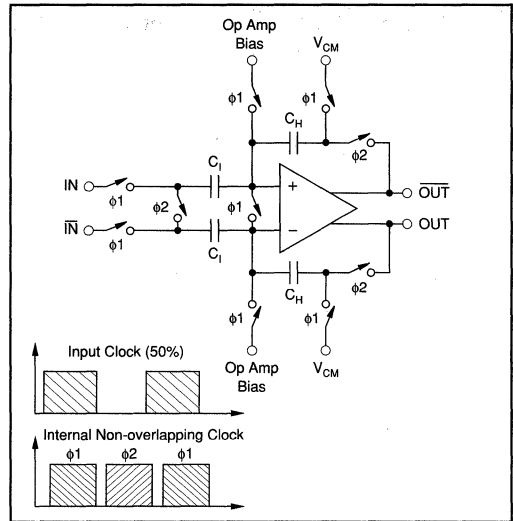 Op Amp
Bias
V_CM
ϕ1
ϕ1
C_H
ϕ2
C_I
IN
ϕ1
ϕ2
ϕ1
+
OUT̅
IN̅
ϕ1
C_I
−
OUT
C_H
ϕ2
ϕ1
ϕ1
Op Amp
Bias
V_CM
Input Clock (50%)
Internal Non-overlapping Clock
ϕ1 ϕ2 ϕ1